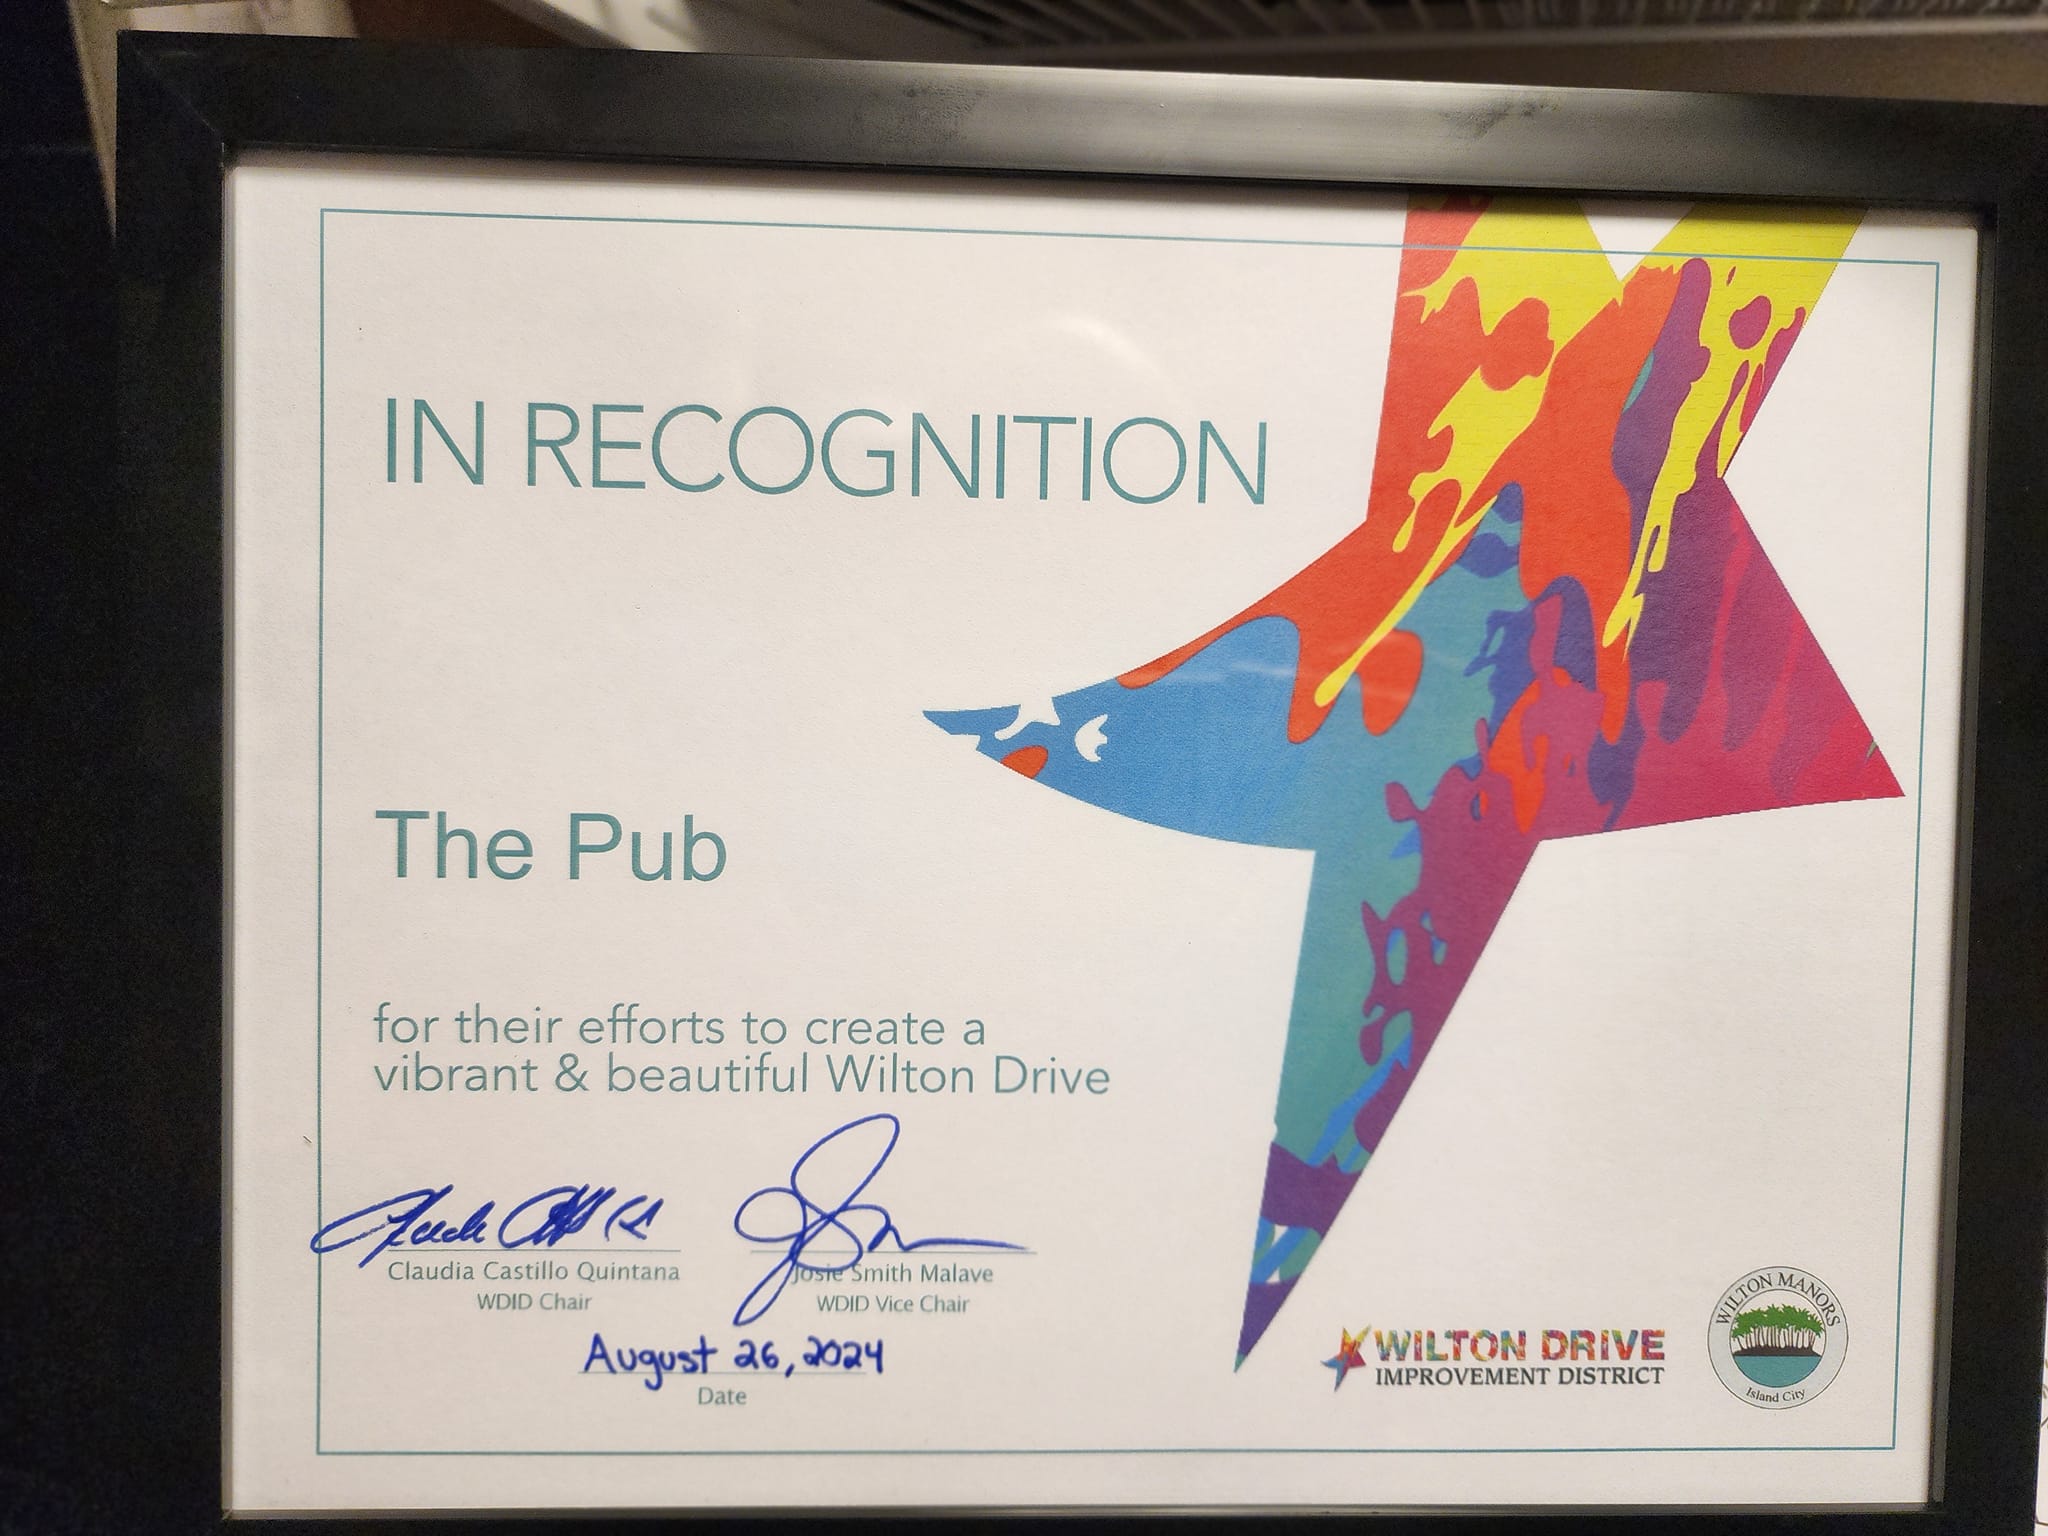 IN RECOGNITION
The Pub
for their efforts to create a
vibrant & beautiful Wilton Drive
Claudia Castillo Quintana
WDID Chair
Josie Smith Malave
WDID Vice Chair
August 26, 2024
Date
WILTON DRIVE
IMPROVEMENT DISTRICT
WILTON MANORS
Island City